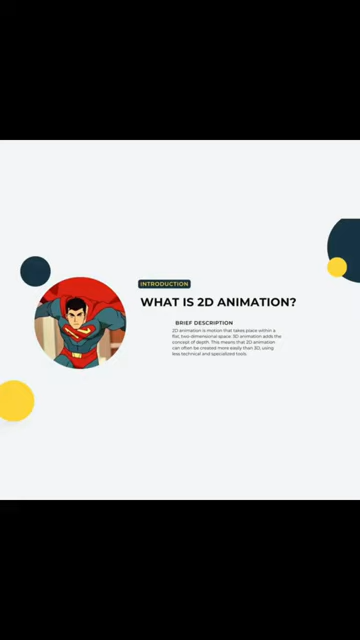 INTRODUCTION
WHAT IS 2D ANIMATION?
BRIEF DESCRIPTION
2D animation is motion that takes place within a
flat, two-dimensional space. 3D animation adds the
concept of depth. This means that 2D animation
can often be created more easily than 3D, using
less technical and specialized tools.